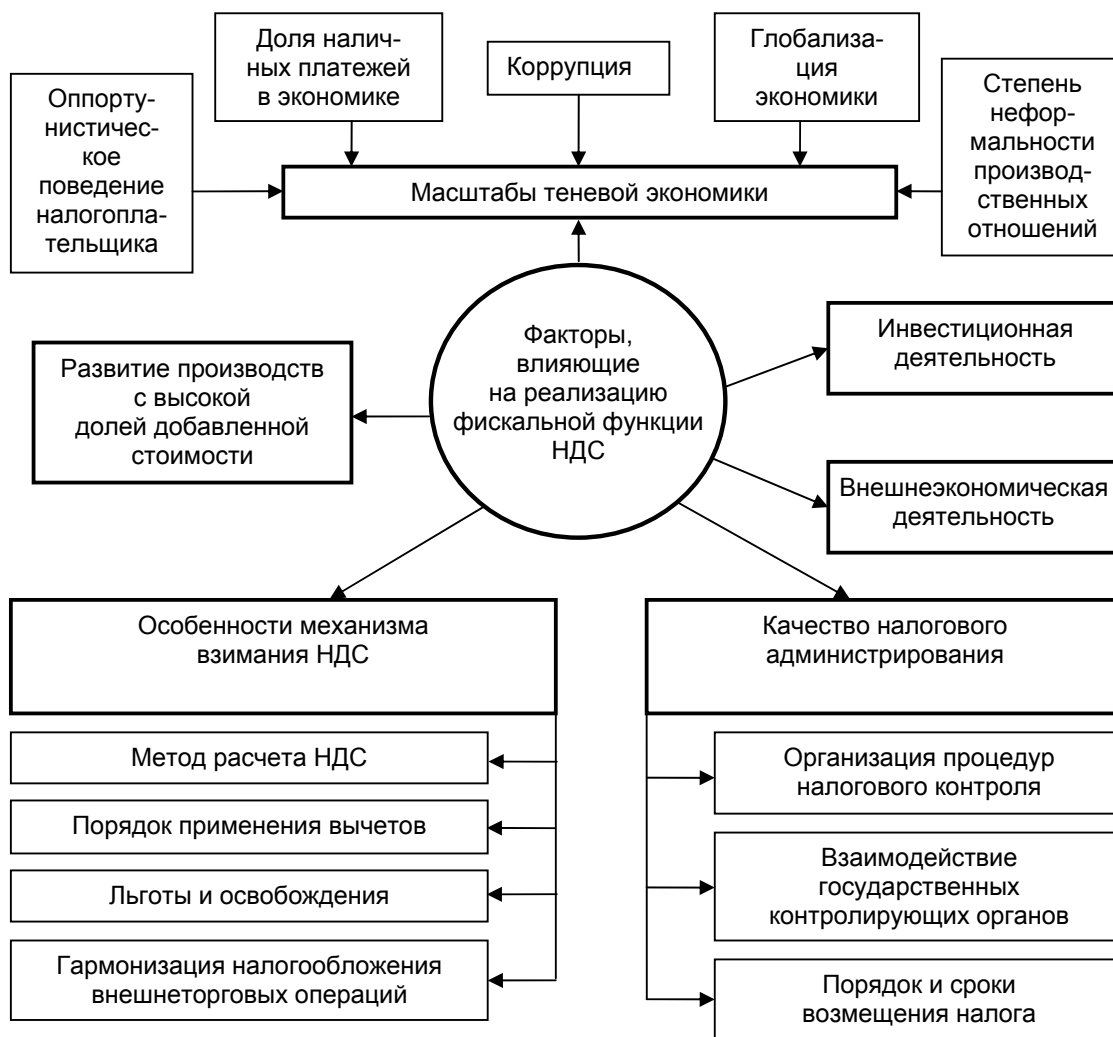 Доля налич-
ных платежей
в экономике
Коррупция
Глобализа-
ция
экономики
Оппорту-
нистичес-
кое
поведение
налогопла-
тельщика
Степень
нефор-
мальности
производ-
ственных
отношений
Масштабы теневой экономики
Факторы,
влияющие
на реализацию
фискальной функции
НДС
Развитие производств
с высокой
долей добавленной
стоимости
Инвестиционная
деятельность
Внешнеэкономическая
деятельность
Особенности механизма
взимания НДС
Метод расчета НДС
Порядок применения вычетов
Льготы и освобождения
Гармонизация налогообложения
внешнеторговых операций
Качество налогового
администрирования
Организация процедур
налогового контроля
Взаимодействие
государственных
контролирующих органов
Порядок и сроки
возмещения налога